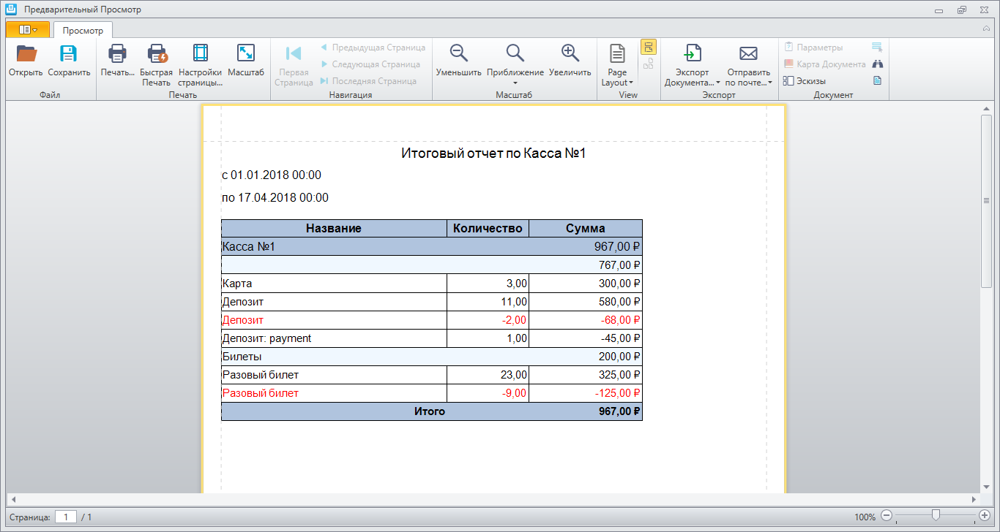 Предварительный Просмотр
Просмотр
Открыть Сохранить Печать... Быстрая Печать Настройки страницы... Масштаб
Первая Страница
Предыдущая Страница
Следующая Страница
Последняя Страница
Уменьшить Приближение Увеличить
Page Layout
Экспорт Документа... Отправить по почте...
Параметры
Карта Документа
Эскизы
Файл Печать Навигация Масштаб View Экспорт Документ
Итоговый отчет по Касса №1
с 01.01.2018 00:00
по 17.04.2018 00:00
Название Количество Сумма
Касса №1 967,00 ₽
767,00 ₽
Карта 3,00 300,00 ₽
Депозит 11,00 580,00 ₽
Депозит -2,00 -68,00 ₽
Депозит: payment 1,00 -45,00 ₽
Билеты 200,00 ₽
Разовый билет 23,00 325,00 ₽
Разовый билет -9,00 -125,00 ₽
Итого 967,00 ₽
Страница: 1 / 1 100%